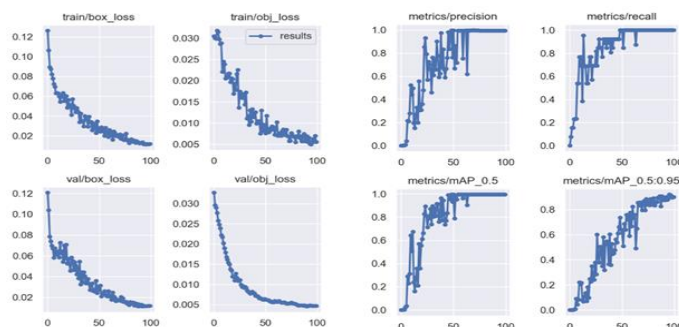 train/box_loss
train/obj_loss
metrics/precision
metrics/recall
0.12
0.10
0.08
0.06
0.04
0.02
0 50 100
0.030
0.025
0.020
0.015
0.010
0.005
results
0 50 100
1.0
0.8
0.6
0.4
0.2
0.0
0 50 100
1.0
0.8
0.6
0.4
0.2
0.0
0 50 100
val/box_loss
val/obj_loss
metrics/mAP_0.5
metrics/mAP_0.5:0.95
0.12
0.10
0.08
0.06
0.04
0.02
0 50 100
0.030
0.025
0.020
0.015
0.010
0.005
0 50 100
1.0
0.8
0.6
0.4
0.2
0.0
0 50 100
0.8
0.6
0.4
0.2
0.0
0 50 100